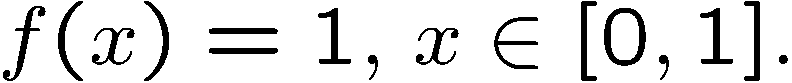 f(x) = 1, x ∈ [0, 1].